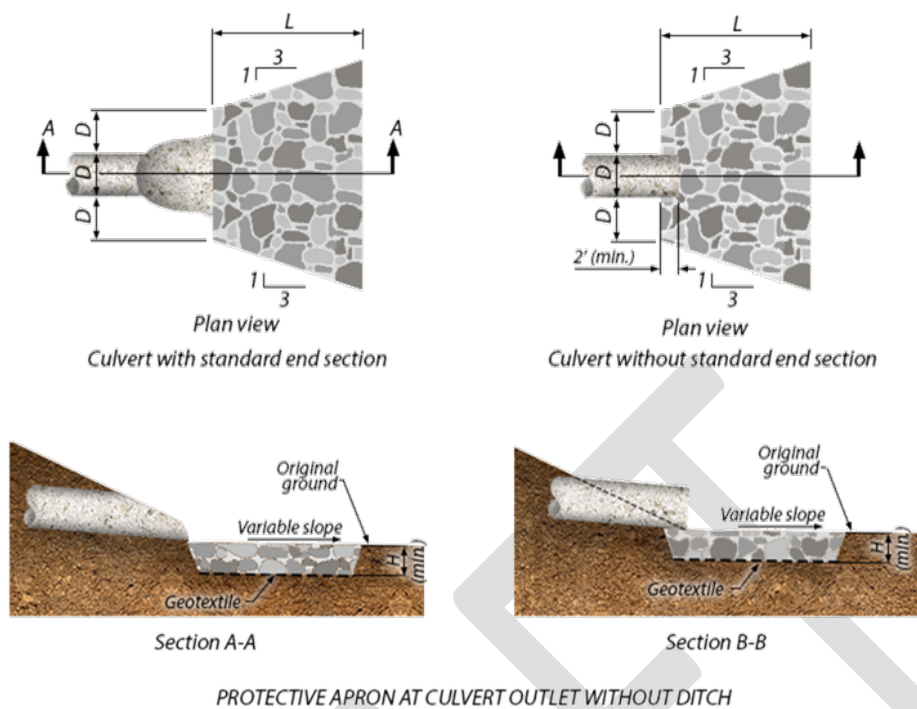 L
3
1
A
A
D
D
D
1
3
Plan view
Culvert with standard end section
L
3
1
D
D
D
2' (min.)
1
3
Plan view
Culvert without standard end section
Original
ground
Variable slope
H
(min.)
Geotextile
Section A-A
Original
ground
Variable slope
H
(min.)
Geotextile
Section B-B
PROTECTIVE APRON AT CULVERT OUTLET WITHOUT DITCH